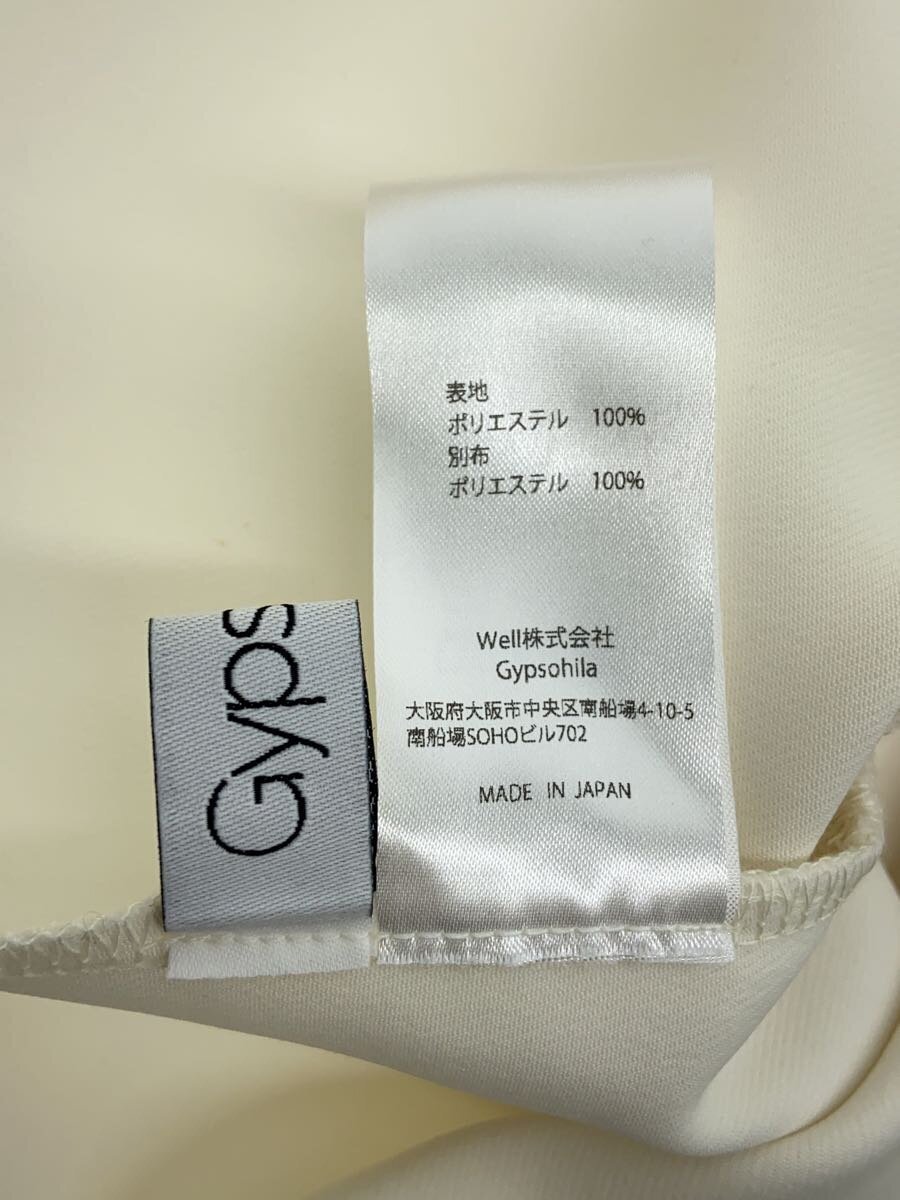 表地
ポリエステル 100%
別布
ポリエステル 100%
Well株式会社
Gypsohila
大阪府大阪市中央区南船場4-10-5
南船場SOHOビル702
MADE IN JAPAN
Gyps